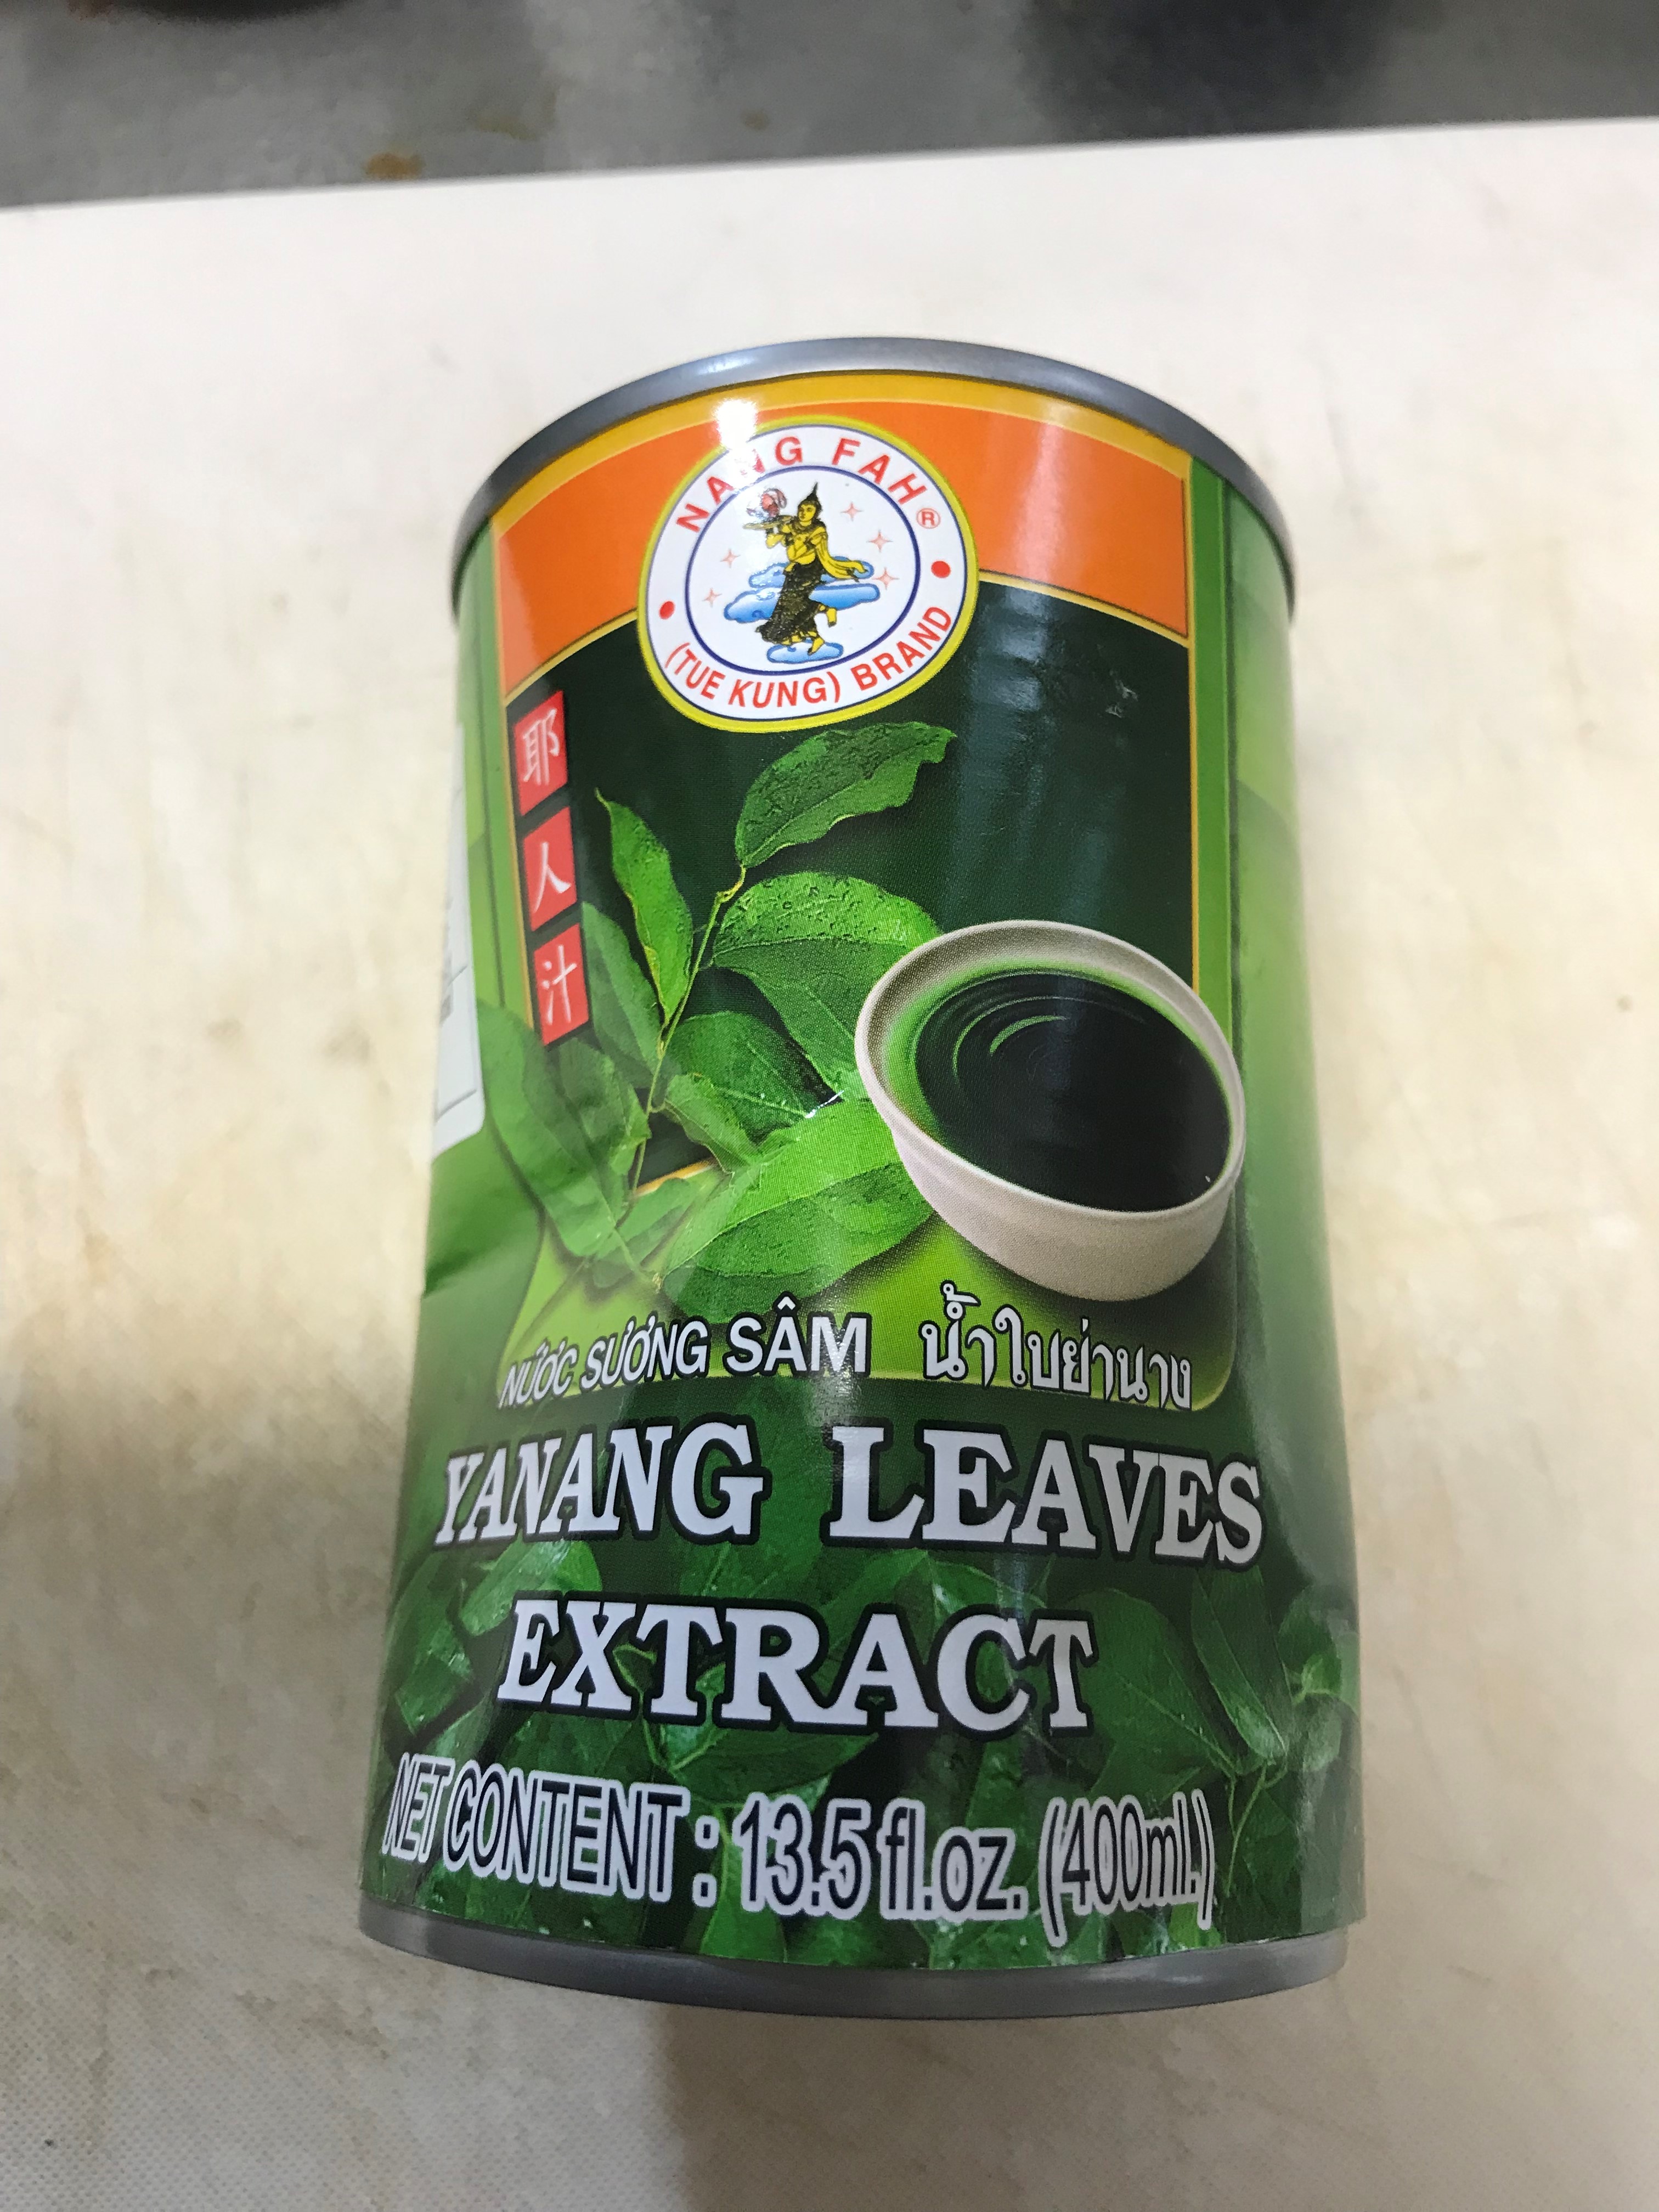 NANG FAH®
(TUE KUNG) BRAND
耶人汁
NƯỚC SƯƠNG SÂM น้ำใบย่านาง
YANANG LEAVES
EXTRACT
NET CONTENT : 13.5 fl.oz. (400ml.)